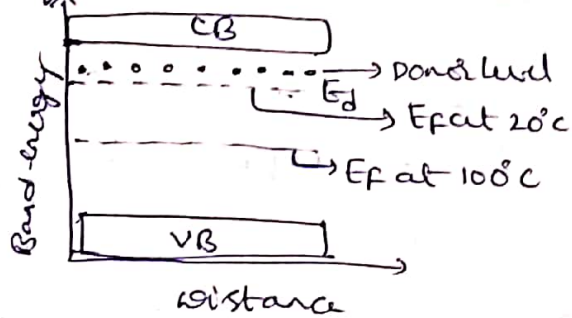 CB
Donor level
Ed
Ef at 20°C
Ef at 100°C
VB
Band energy
Distance